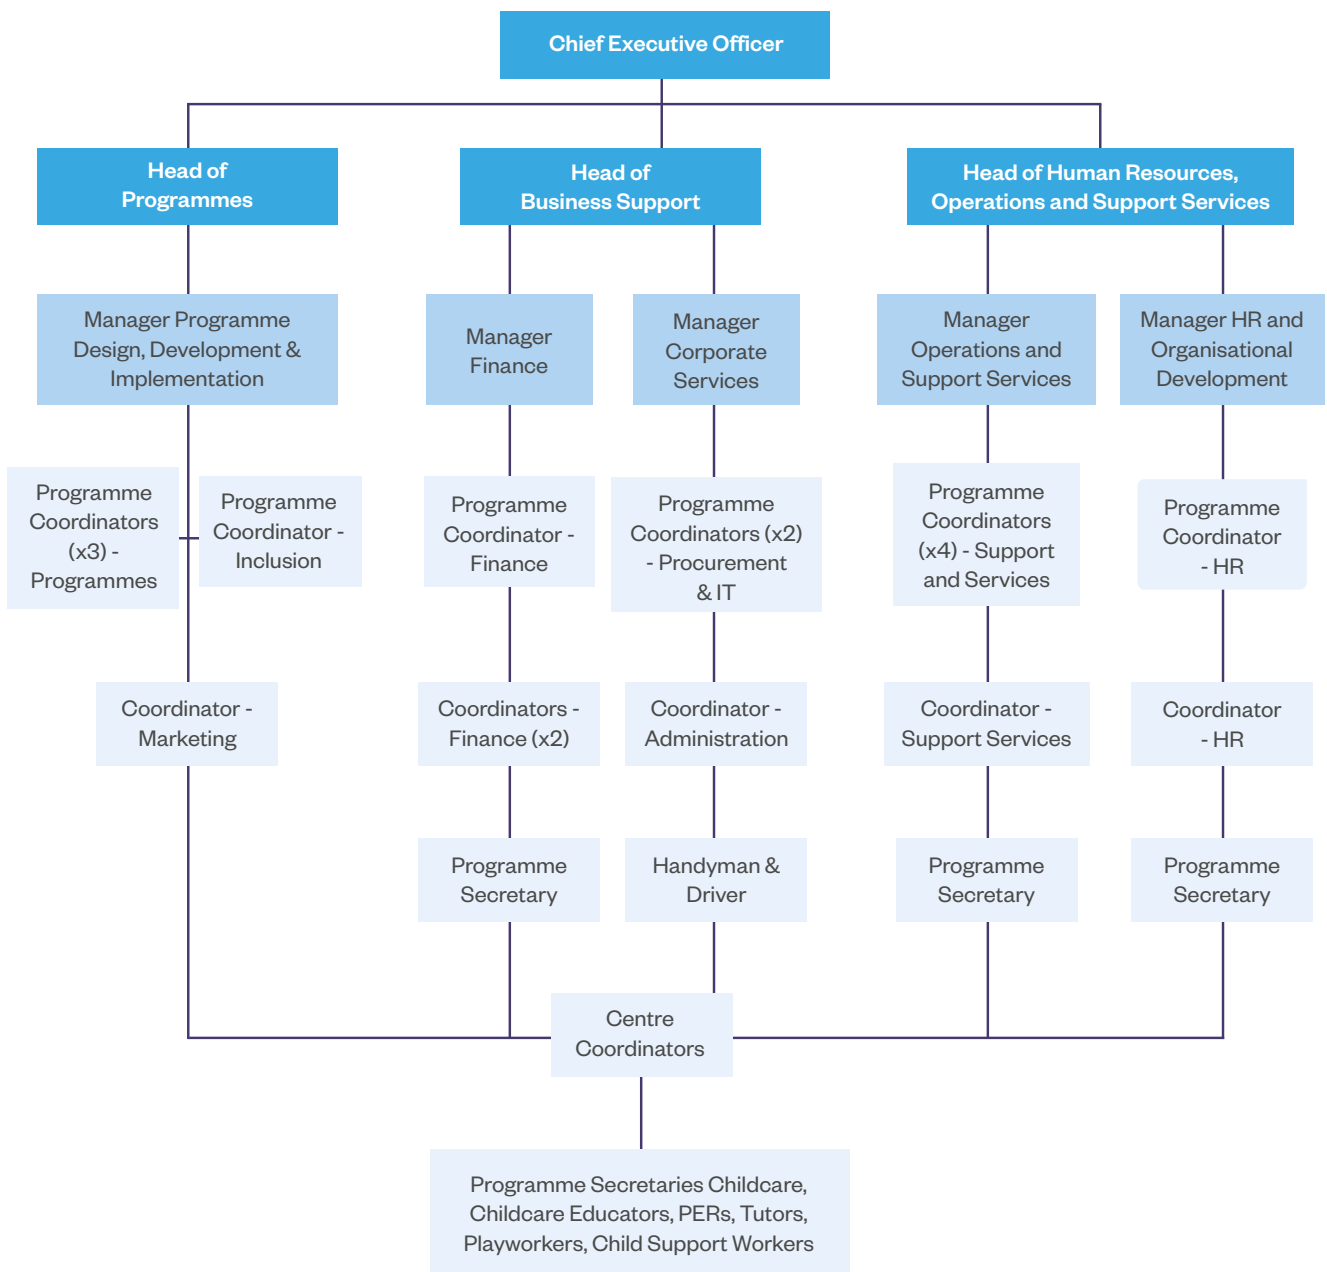 Chief Executive Officer
Head of
Programmes
Head of
Business Support
Head of Human Resources,
Operations and Support Services
Manager Programme
Design, Development &
Implementation
Manager
Finance
Manager
Corporate
Services
Manager
Operations and
Support Services
Manager HR and
Organisational
Development
Programme
Coordinators
(x3) -
Programmes
Programme
Coordinator -
Inclusion
Programme
Coordinator -
Finance
Programme
Coordinators (x2)
- Procurement
& IT
Programme
Coordinators
(x4) - Support
and Services
Programme
Coordinator
- HR
Coordinator -
Marketing
Coordinators -
Finance (x2)
Coordinator -
Administration
Coordinator -
Support Services
Coordinator
- HR
Programme
Secretary
Handyman &
Driver
Programme
Secretary
Programme
Secretary
Centre
Coordinators
Programme Secretaries Childcare,
Childcare Educators, PERs, Tutors,
Playworkers, Child Support Workers